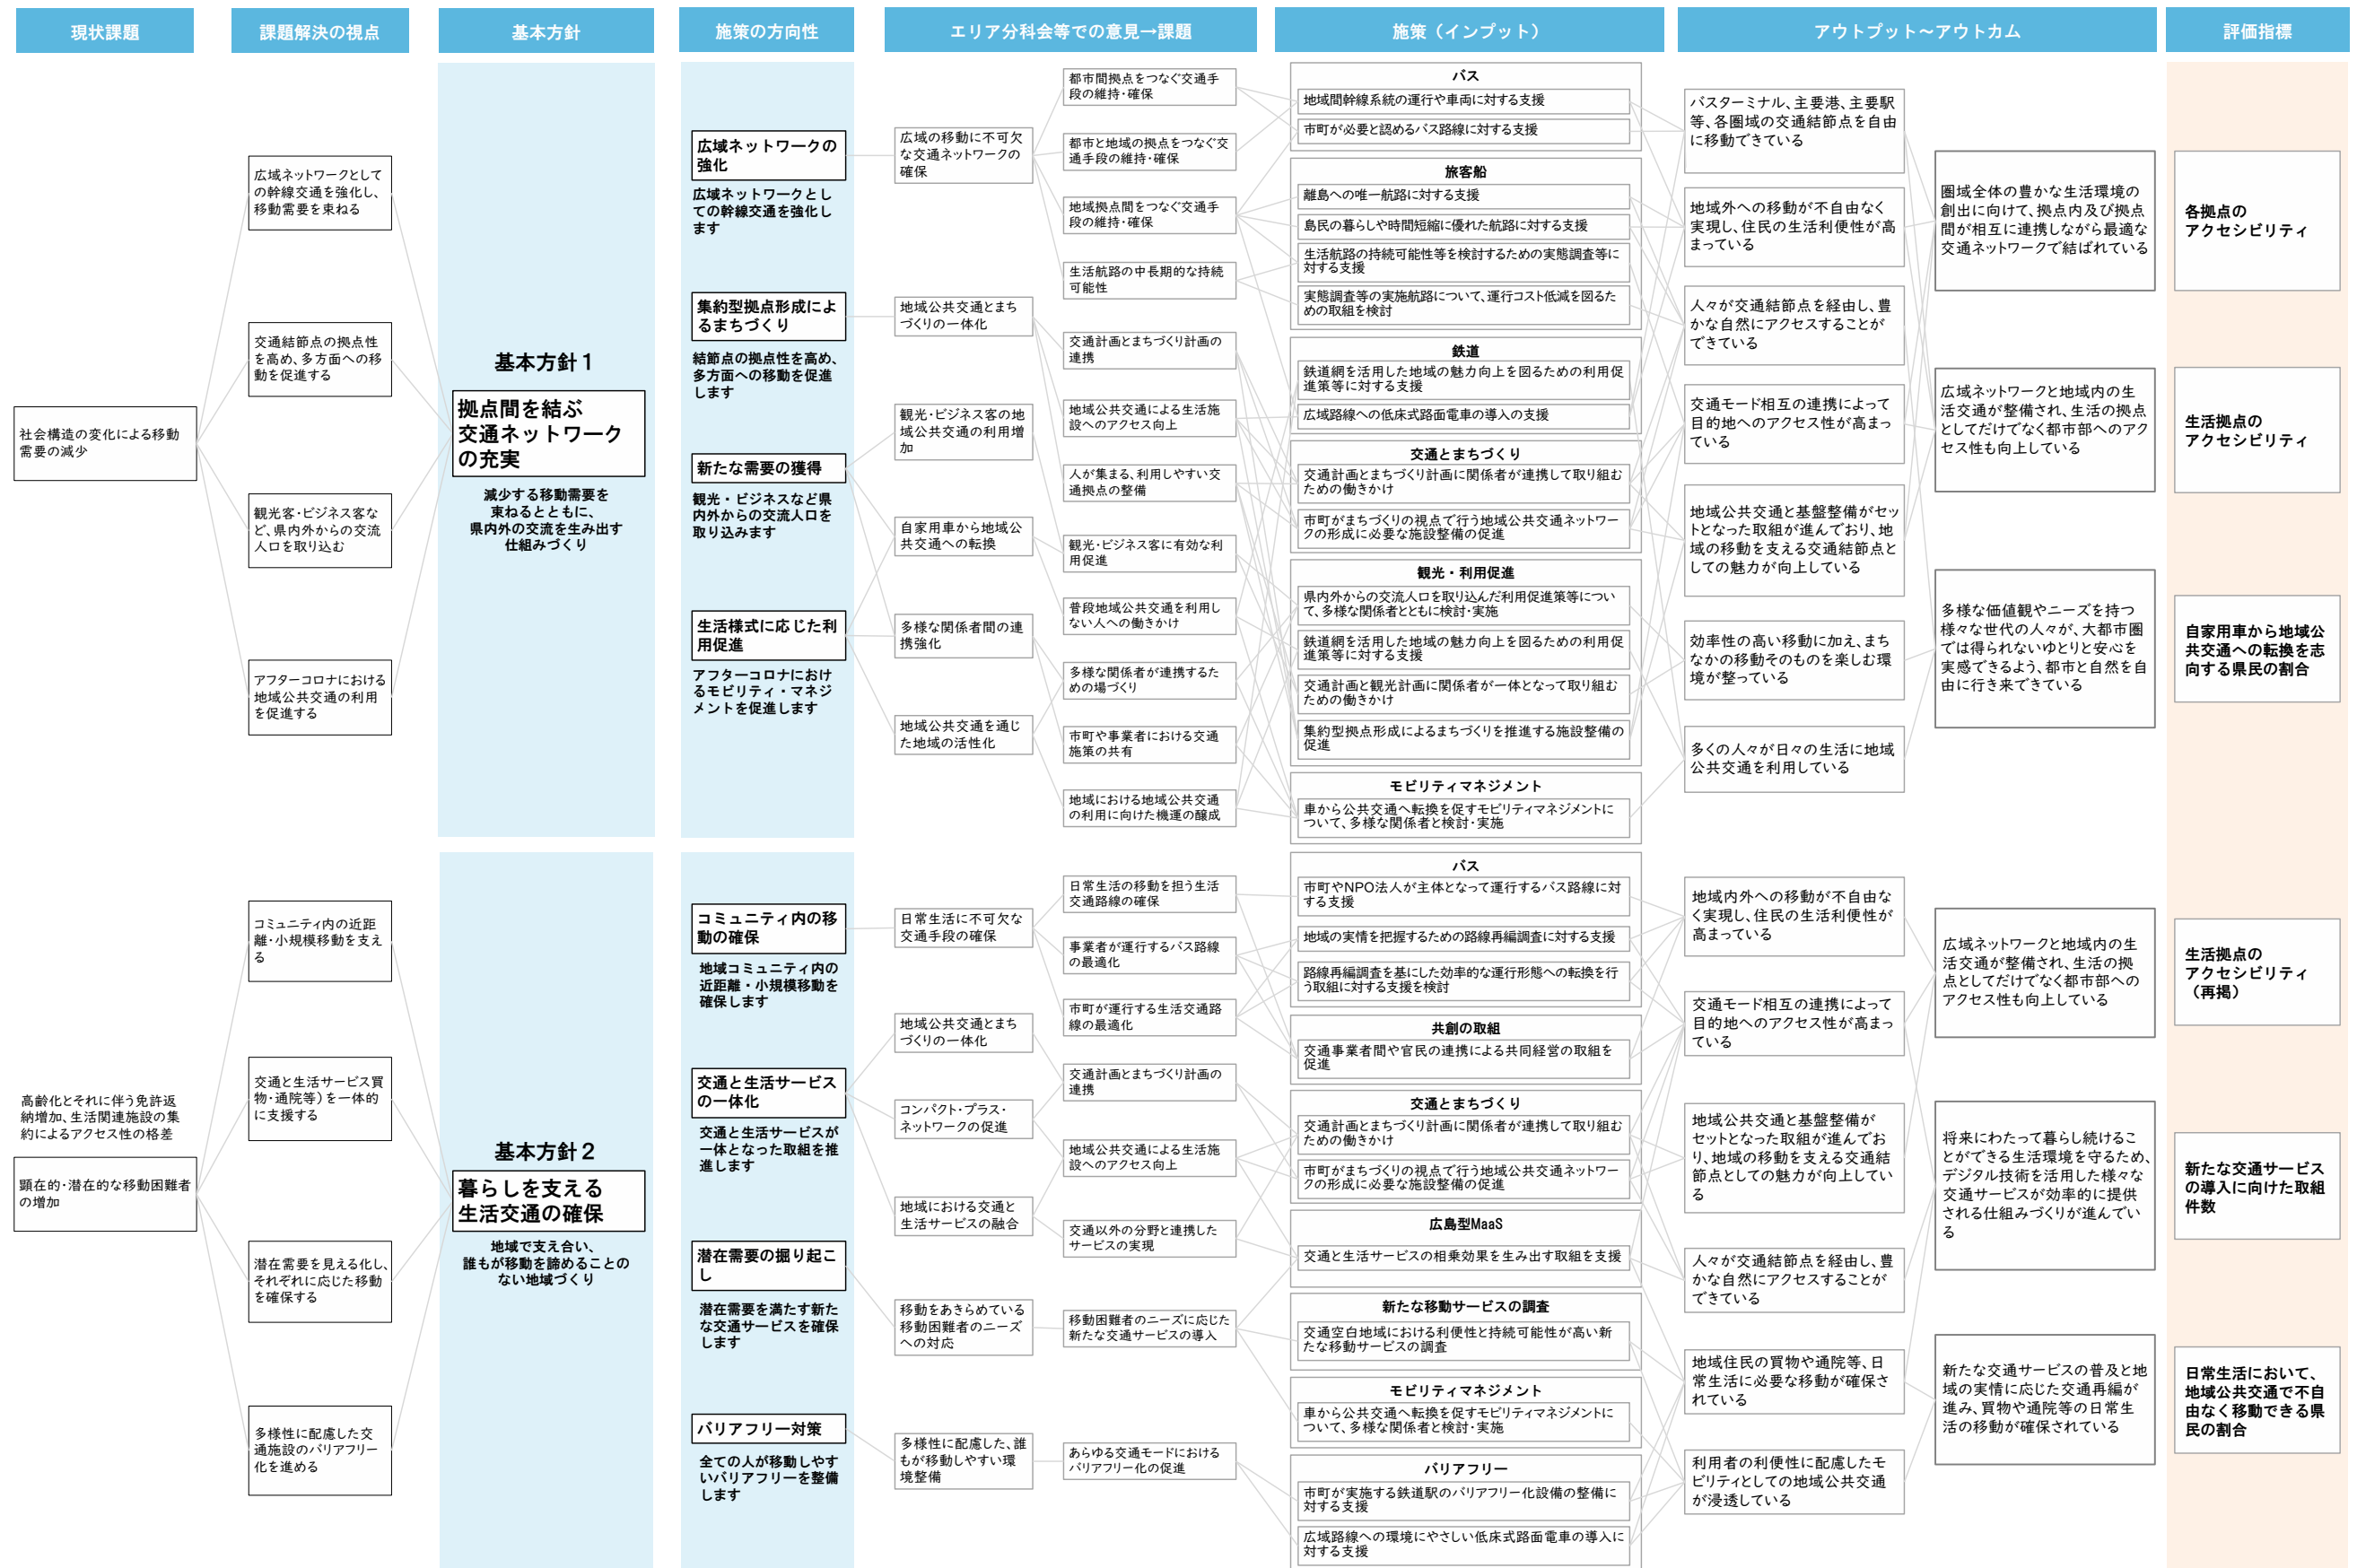 現状課題
課題解決の視点
基本方針
施策の方向性
エリア分科会等での意見→課題
施策（インプット）
アウトプット～アウトカム
評価指標
社会構造の変化による移動
需要の減少
広域ネットワークとして
の幹線交通を強化し、
移動需要を束ねる
交通結節点の拠点性
を高め、多方面への移
動を促進する
観光客・ビジネス客な
ど、県内外からの交流
人口を取り込む
アフターコロナにおける
地域公共交通の利用
を促進する
基本方針１
拠点間を結ぶ
交通ネットワーク
の充実
減少する移動需要を
束ねるとともに、
県内外の交流を生み出す
仕組みづくり
広域ネットワークの
強化
広域ネットワークとし
ての幹線交通を強化し
ます
集約型拠点形成によ
るまちづくり
結節点の拠点性を高め、
多方面への移動を促進
します
新たな需要の獲得
観光・ビジネスなど県
内外からの交流人口を
取り込みます
生活様式に応じた利
用促進
アフターコロナにおけ
るモビリティ・マネジ
メントを促進します
広域の移動に不可欠
な交通ネットワークの
確保
地域公共交通とまち
づくりの一体化
観光・ビジネス客の地
域公共交通の利用増
加
自家用車から地域公
共交通への転換
多様な関係者間の連
携強化
地域公共交通を通じ
た地域の活性化
都市間拠点をつなぐ交通手
段の維持・確保
都市と地域の拠点をつなぐ交
通手段の維持・確保
地域拠点間をつなぐ交通手
段の維持・確保
生活航路の中長期的な持続
可能性
交通計画とまちづくり計画の
連携
地域公共交通による生活施
設へのアクセス向上
人が集まる、利用しやすい交
通拠点の整備
観光・ビジネス客に有効な利
用促進
普段地域公共交通を利用し
ない人への働きかけ
多様な関係者が連携するた
めの場づくり
市町や事業者における交通
施策の共有
地域における地域公共交通
の利用に向けた機運の醸成
バス
地域間幹線系統の運行や車両に対する支援
市町が必要と認めるバス路線に対する支援
旅客船
離島への唯一航路に対する支援
島民の暮らしや時間短縮に優れた航路に対する支援
生活航路の持続可能性等を検討するための実態調査等に
対する支援
実態調査等の実施航路について、運行コスト低減を図るた
めの取組を検討
鉄道
鉄道網を活用した地域の魅力向上を図るための利用促
進策等に対する支援
広域路線への低床式路面電車の導入の支援
交通とまちづくり
交通計画とまちづくり計画に関係者が連携して取り組む
ための働きかけ
市町がまちづくりの視点で行う地域公共交通ネットワー
クの形成に必要な施設整備の促進
観光・利用促進
県内外からの交流人口を取り込んだ利用促進策等につい
て、多様な関係者とともに検討・実施
鉄道網を活用した地域の魅力向上を図るための利用促
進策等に対する支援
交通計画と観光計画に関係者が一体となって取り組む
ための働きかけ
集約型拠点形成によるまちづくりを推進する施設整備の
促進
モビリティマネジメント
車から公共交通へ転換を促すモビリティマネジメントに
ついて、多様な関係者と検討・実施
バスターミナル、主要港、主要駅
等、各圏域の交通結節点を自由
に移動できている
地域外への移動が不自由なく
実現し、住民の生活利便性が高
まっている
人々が交通結節点を経由し、豊
かな自然にアクセスすることが
できている
交通モード相互の連携によって
目的地へのアクセス性が高まっ
ている
地域公共交通と基盤整備がセッ
トとなった取組が進んでおり、地
域の移動を支える交通結節点と
しての魅力が向上している
効率性の高い移動に加え、まち
なかの移動そのものを楽しむ環
境が整っている
多くの人々が日々の生活に地域
公共交通を利用している
圏域全体の豊かな生活環境の
創出に向けて、拠点内及び拠点
間が相互に連携しながら最適な
交通ネットワークで結ばれている
広域ネットワークと地域内の生
活交通が整備され、生活の拠点
としてだけでなく都市部へのアク
セス性も向上している
多様な価値観やニーズを持つ
様々な世代の人々が、大都市圏
では得られないゆとりと安心を
実感できるよう、都市と自然を自
由に行き来できている
各拠点の
アクセシビリティ
生活拠点の
アクセシビリティ
自家用車から地域公
共交通への転換を志
向する県民の割合
高齢化とそれに伴う免許返
納増加、生活関連施設の集
約によるアクセス性の格差
顕在的・潜在的な移動困難者
の増加
コミュニティ内の近距
離・小規模移動を支え
る
交通と生活サービス買
物・通院等）を一体的
に支援する
潜在需要を見える化し、
それぞれに応じた移動
を確保する
多様性に配慮した交
通施設のバリアフリー
化を進める
基本方針２
暮らしを支える
生活交通の確保
地域で支え合い、
誰もが移動を諦めることの
ない地域づくり
コミュニティ内の移
動の確保
地域コミュニティ内の
近距離・小規模移動を
確保します
交通と生活サービス
の一体化
交通と生活サービスが
一体となった取組を推
進します
潜在需要の掘り起こ
し
潜在需要を満たす新た
な交通サービスを確保
します
バリアフリー対策
全ての人が移動しやす
いバリアフリーを整備
します
日常生活に不可欠な
交通手段の確保
地域公共交通とまち
づくりの一体化
コンパクト・プラス・
ネットワークの促進
地域における交通と
生活サービスの融合
移動をあきらめている
移動困難者のニーズ
への対応
多様性に配慮した、誰
もが移動しやすい環
境整備
日常生活の移動を担う生活
交通路線の確保
事業者が運行するバス路線
の最適化
市町が運行する生活交通路
線の最適化
交通計画とまちづくり計画の
連携
地域公共交通による生活施
設へのアクセス向上
交通以外の分野と連携した
サービスの実現
移動困難者のニーズに応じた
新たな交通サービスの導入
あらゆる交通モードにおける
バリアフリー化の促進
バス
市町やNPO法人が主体となって運行するバス路線に対
する支援
地域の実情を把握するための路線再編調査に対する支援
路線再編調査を基にした効率的な運行形態への転換を行
う取組に対する支援を検討
共創の取組
交通事業者間や官民の連携による共同経営の取組を
促進
交通とまちづくり
交通計画とまちづくり計画に関係者が連携して取り組む
ための働きかけ
市町がまちづくりの視点で行う地域公共交通ネットワー
クの形成に必要な施設整備の促進
広島型MaaS
交通と生活サービスの相乗効果を生み出す取組を支援
新たな移動サービスの調査
交通空白地域における利便性と持続可能性が高い新
たな移動サービスの調査
モビリティマネジメント
車から公共交通へ転換を促すモビリティマネジメントに
ついて、多様な関係者と検討・実施
バリアフリー
市町が実施する鉄道駅のバリアフリー化設備の整備に
対する支援
広域路線への環境にやさしい低床式路面電車の導入に
対する支援
地域内外への移動が不自由な
く実現し、住民の生活利便性が
高まっている
交通モード相互の連携によって
目的地へのアクセス性が高まっ
ている
地域公共交通と基盤整備が
セットとなった取組が進んでお
り、地域の移動を支える交通結
節点としての魅力が向上してい
る
人々が交通結節点を経由し、豊
かな自然にアクセスすることが
できている
地域住民の買物や通院等、日
常生活に必要な移動が確保さ
れている
利用者の利便性に配慮したモ
ビリティとしての地域公共交通
が浸透している
広域ネットワークと地域内の生
活交通が整備され、生活の拠
点としてだけでなく都市部への
アクセス性も向上している
将来にわたって暮らし続けるこ
とができる生活環境を守るため、
デジタル技術を活用した様々な
交通サービスが効率的に提供
される仕組みづくりが進んでい
る
新たな交通サービスの普及と地
域の実情に応じた交通再編が
進み、買物や通院等の日常生
活の移動が確保されている
生活拠点の
アクセシビリティ
（再掲）
新たな交通サービス
の導入に向けた取組
件数
日常生活において、
地域公共交通で不自
由なく移動できる県
民の割合